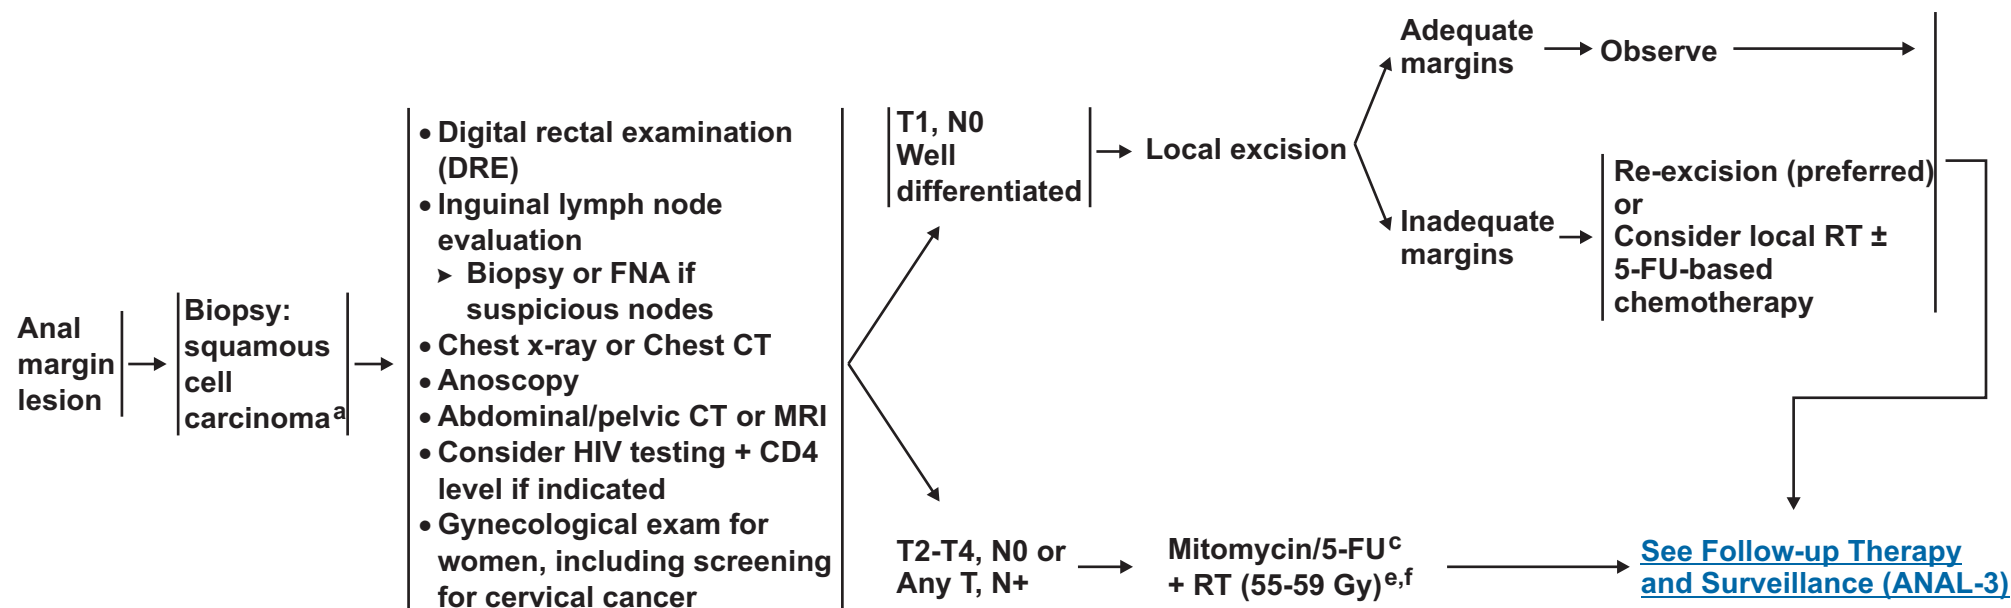 Anal
margin
lesion
Biopsy:
squamous
cell
carcinomaa
• Digital rectal examination
(DRE)
• Inguinal lymph node
evaluation
➤ Biopsy or FNA if
suspicious nodes
• Chest x-ray or Chest CT
• Anoscopy
• Abdominal/pelvic CT or MRI
• Consider HIV testing + CD4
level if indicated
• Gynecological exam for
women, including screening
for cervical cancer
T1, N0
Well
differentiated
Local excision
Adequate
margins
Observe
Inadequate
margins
Re-excision (preferred)
or
Consider local RT ±
5-FU-based
chemotherapy
T2-T4, N0 or
Any T, N+
Mitomycin/5-FUc
+ RT (55-59 Gy)e,f
See Follow-up Therapy
and Surveillance (ANAL-3)